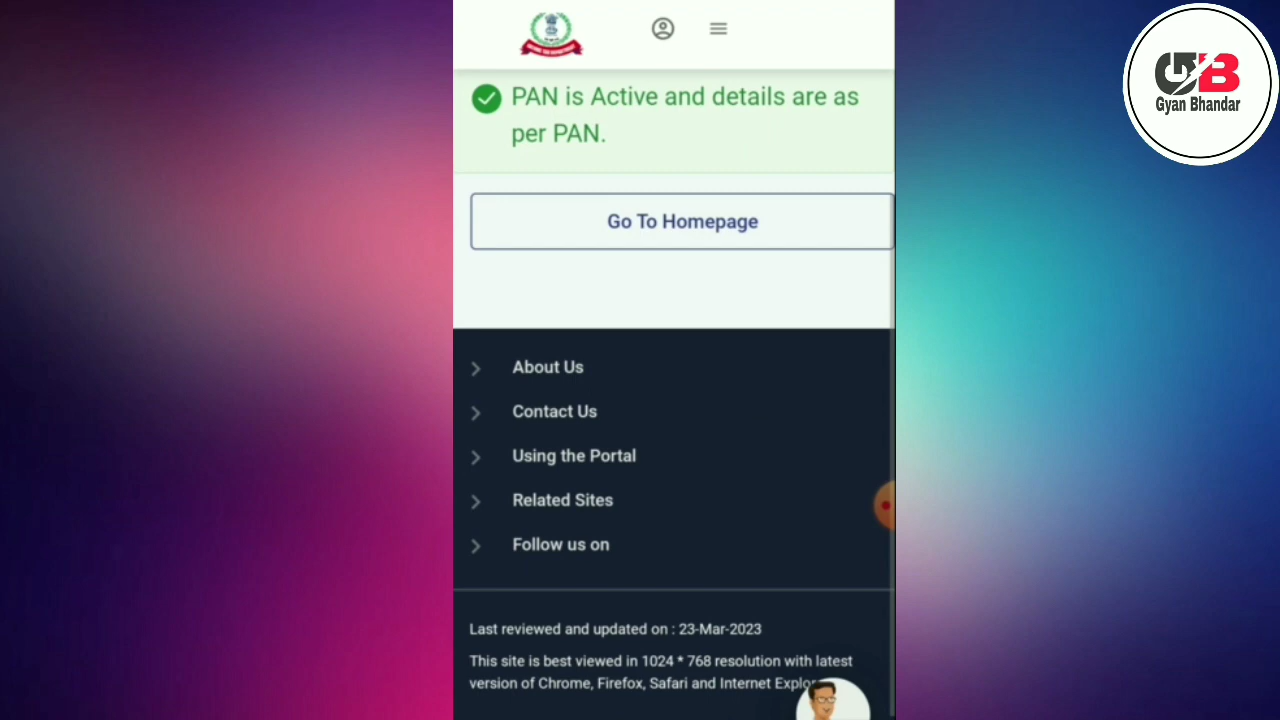 PAN is Active and details are as
per PAN.
Go To Homepage
About Us
Contact Us
Using the Portal
Related Sites
Follow us on
Last reviewed and updated on : 23-Mar-2023
This site is best viewed in 1024 * 768 resolution with latest
version of Chrome, Firefox, Safari and Internet
GB
Gyan Bhandar